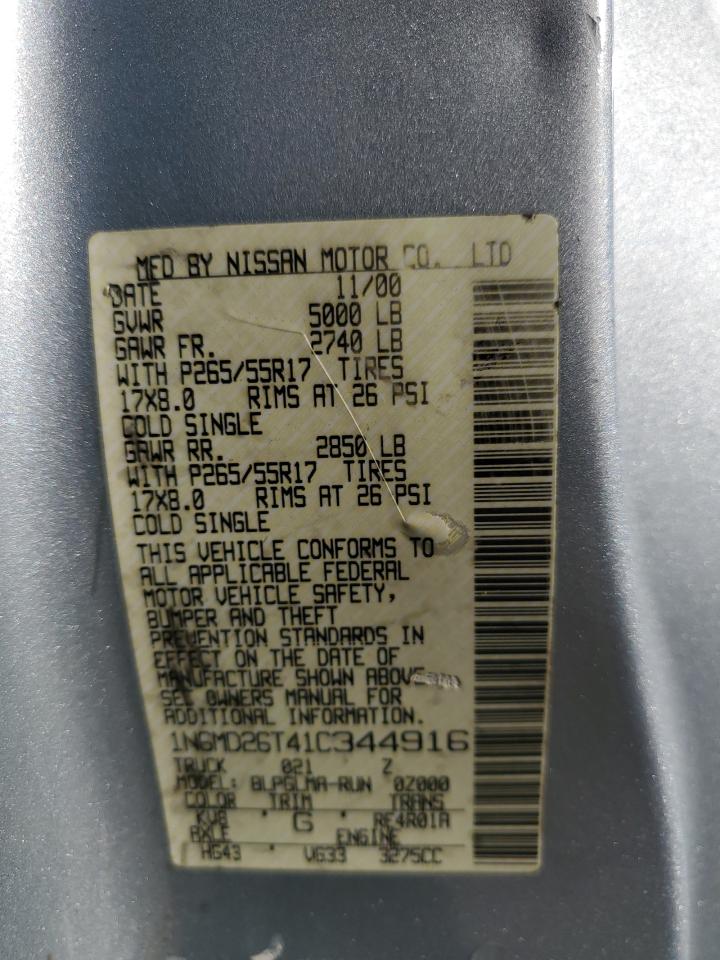 MFD BY NISSAN MOTOR CO. LTD
DATE 11/00
GVWR 5000 LB
GAWR FR. 2740 LB
WITH P265/55R17 TIRES
17X8.0 RIMS AT 26 PSI
COLD SINGLE
GAWR RR. 2850 LB
WITH P265/55R17 TIRES
17X8.0 RIMS AT 26 PSI
COLD SINGLE
THIS VEHICLE CONFORMS TO
ALL APPLICABLE FEDERAL
MOTOR VEHICLE SAFETY,
BUMPER AND THEFT
PREVENTION STANDARDS IN
EFFECT ON THE DATE OF
MANUFACTURE SHOWN ABOVE
SEE OWNERS MANUAL FOR
ADDITIONAL INFORMATION.
1N6MD26T41C344916
TRUCK 021 Z
MODEL: BLPGLMA-RUN 0Z000
COLOR TRIM TRANS
KV8 G RE4R01A
AXLE ENGINE
HG43 VG33 3275CC